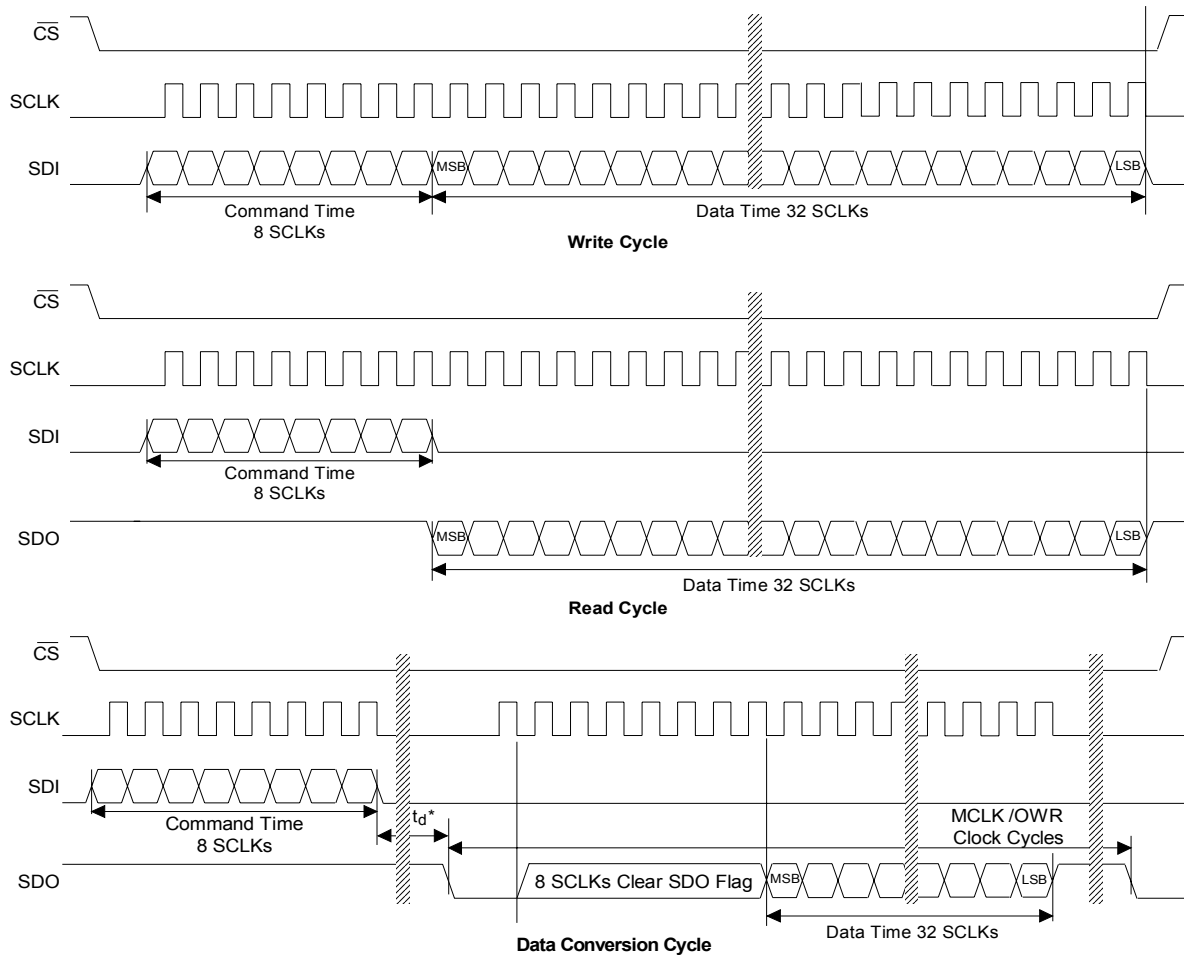 CS
SCLK
SDI
MSB
LSB
Command Time
8 SCLKs
Data Time 32 SCLKs
Write Cycle
CS
SCLK
SDI
Command Time
8 SCLKs
SDO
MSB
LSB
Data Time 32 SCLKs
Read Cycle
CS
SCLK
SDI
Command Time
8 SCLKs
td*
MCLK /OWR
Clock Cycles
SDO
8 SCLKs Clear SDO Flag
MSB
LSB
Data Time 32 SCLKs
Data Conversion Cycle